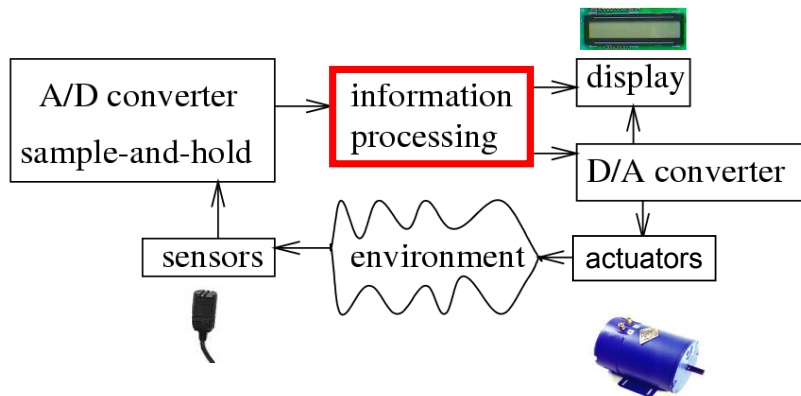 A/D converter
sample-and-hold
information
processing
display
D/A converter
sensors
environment
actuators